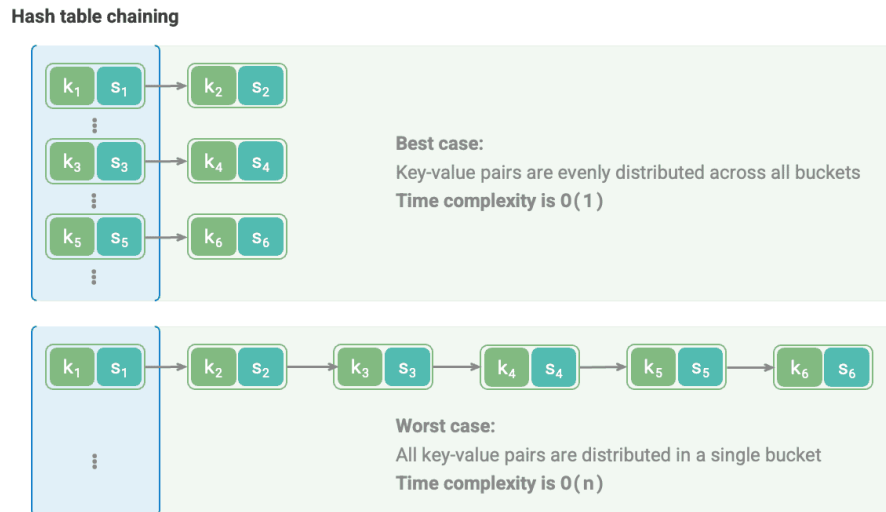 Hash table chaining
k₁ s₁ k₂ s₂
k₃ s₃ k₄ s₄
k₅ s₅ k₆ s₆
Best case:
Key-value pairs are evenly distributed across all buckets
Time complexity is O(1)
k₁ s₁ k₂ s₂ k₃ s₃ k₄ s₄ k₅ s₅ k₆ s₆
Worst case:
All key-value pairs are distributed in a single bucket
Time complexity is O(n)